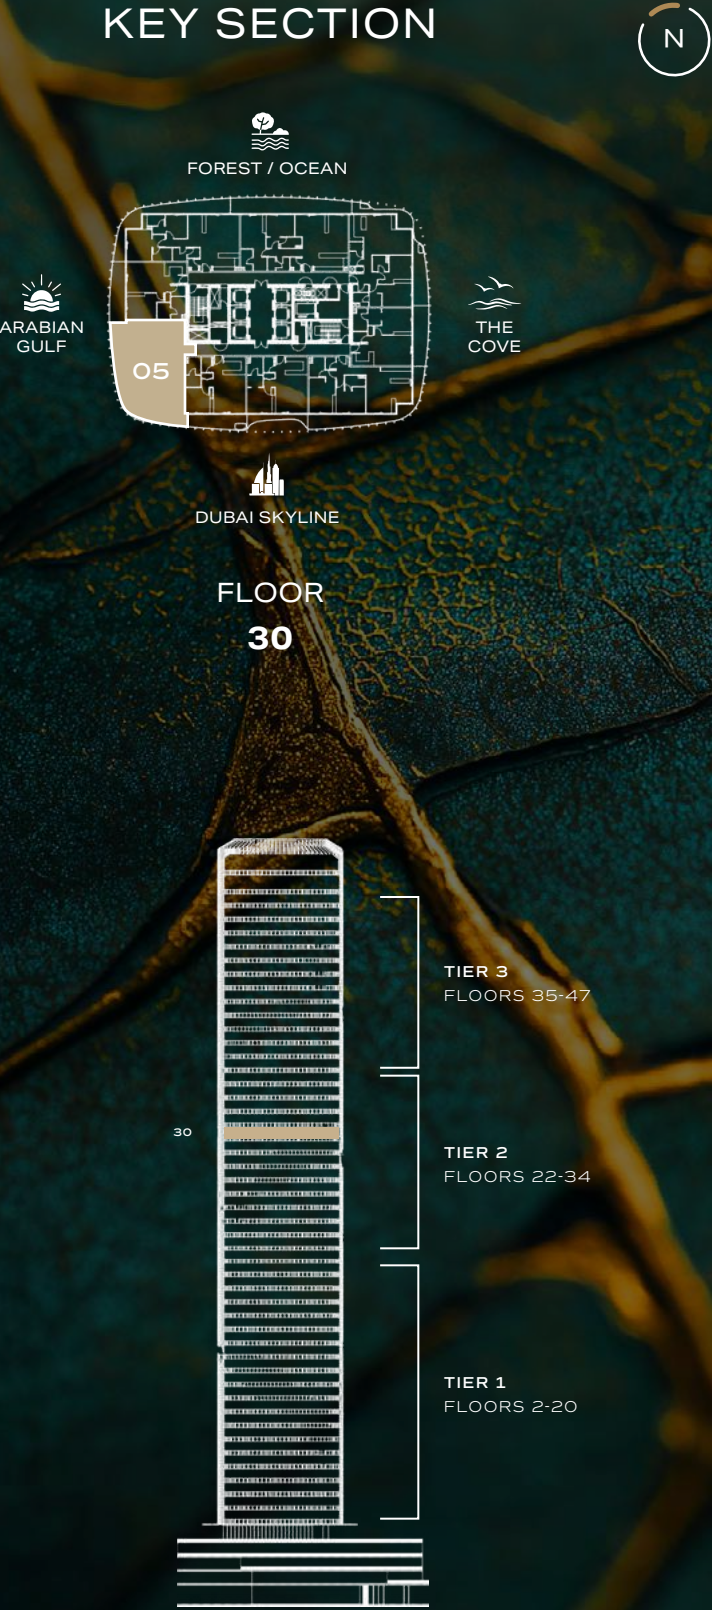 KEY SECTION
N
FOREST / OCEAN
ARABIAN
GULF
THE
COVE
05
DUBAI SKYLINE
FLOOR
30
TIER 3
FLOORS 35-47
30
TIER 2
FLOORS 22-34
TIER 1
FLOORS 2-20